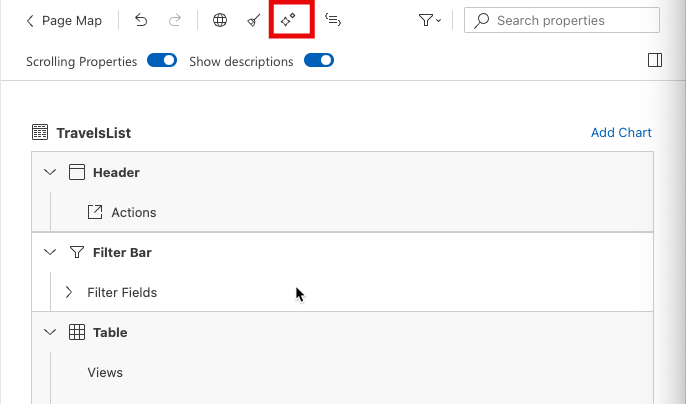 Page Map
Search properties
Scrolling Properties Show descriptions
TravelsList Add Chart
Header
Actions
Filter Bar
Filter Fields
Table
Views